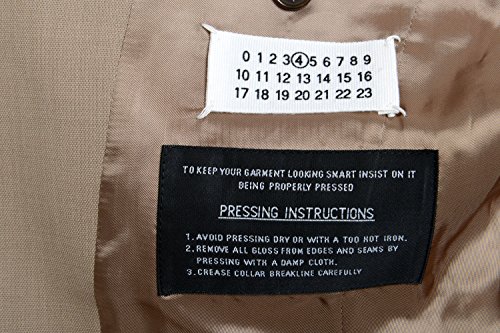 0 1 2 3 4 5 6 7 8 9
10 11 12 13 14 15 16
17 18 19 20 21 22 23
TO KEEP YOUR GARMENT LOOKING SMART INSIST ON IT
BEING PROPERLY PRESSED
PRESSING INSTRUCTIONS
1. AVOID PRESSING DRY OR WITH A TOO HOT IRON.
2. REMOVE ALL GLOSS FROM EDGES AND SEAMS BY
PRESSING WITH A DAMP CLOTH.
3. CREASE COLLAR BREAKLINE CAREFULLY